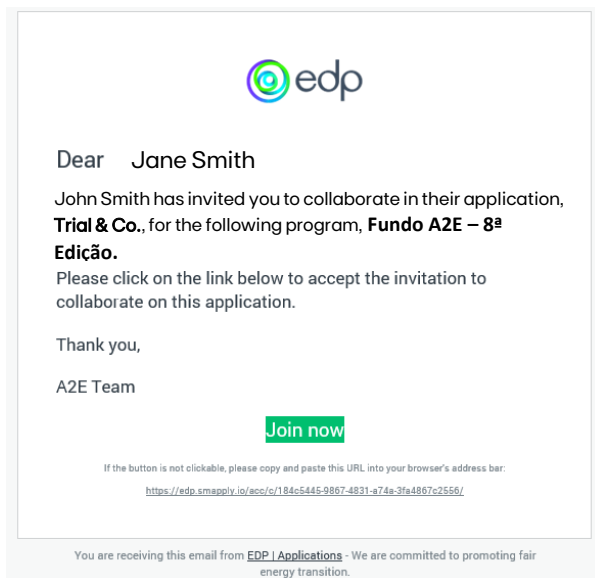 edp
Dear Jane Smith
John Smith has invited you to collaborate in their application,
Trial & Co., for the following program, Fundo A2E – 8ª
Edição.
Please click on the link below to accept the invitation to
collaborate on this application.
Thank you,
A2E Team
Join now
If the button is not clickable, please copy and paste this URL into your browser's address bar:
https://edp.smapply.io/acc/c/184c5445-9867-4831-a74a-3fa4867c2556/
You are receiving this email from EDP | Applications - We are committed to promoting fair
energy transition.